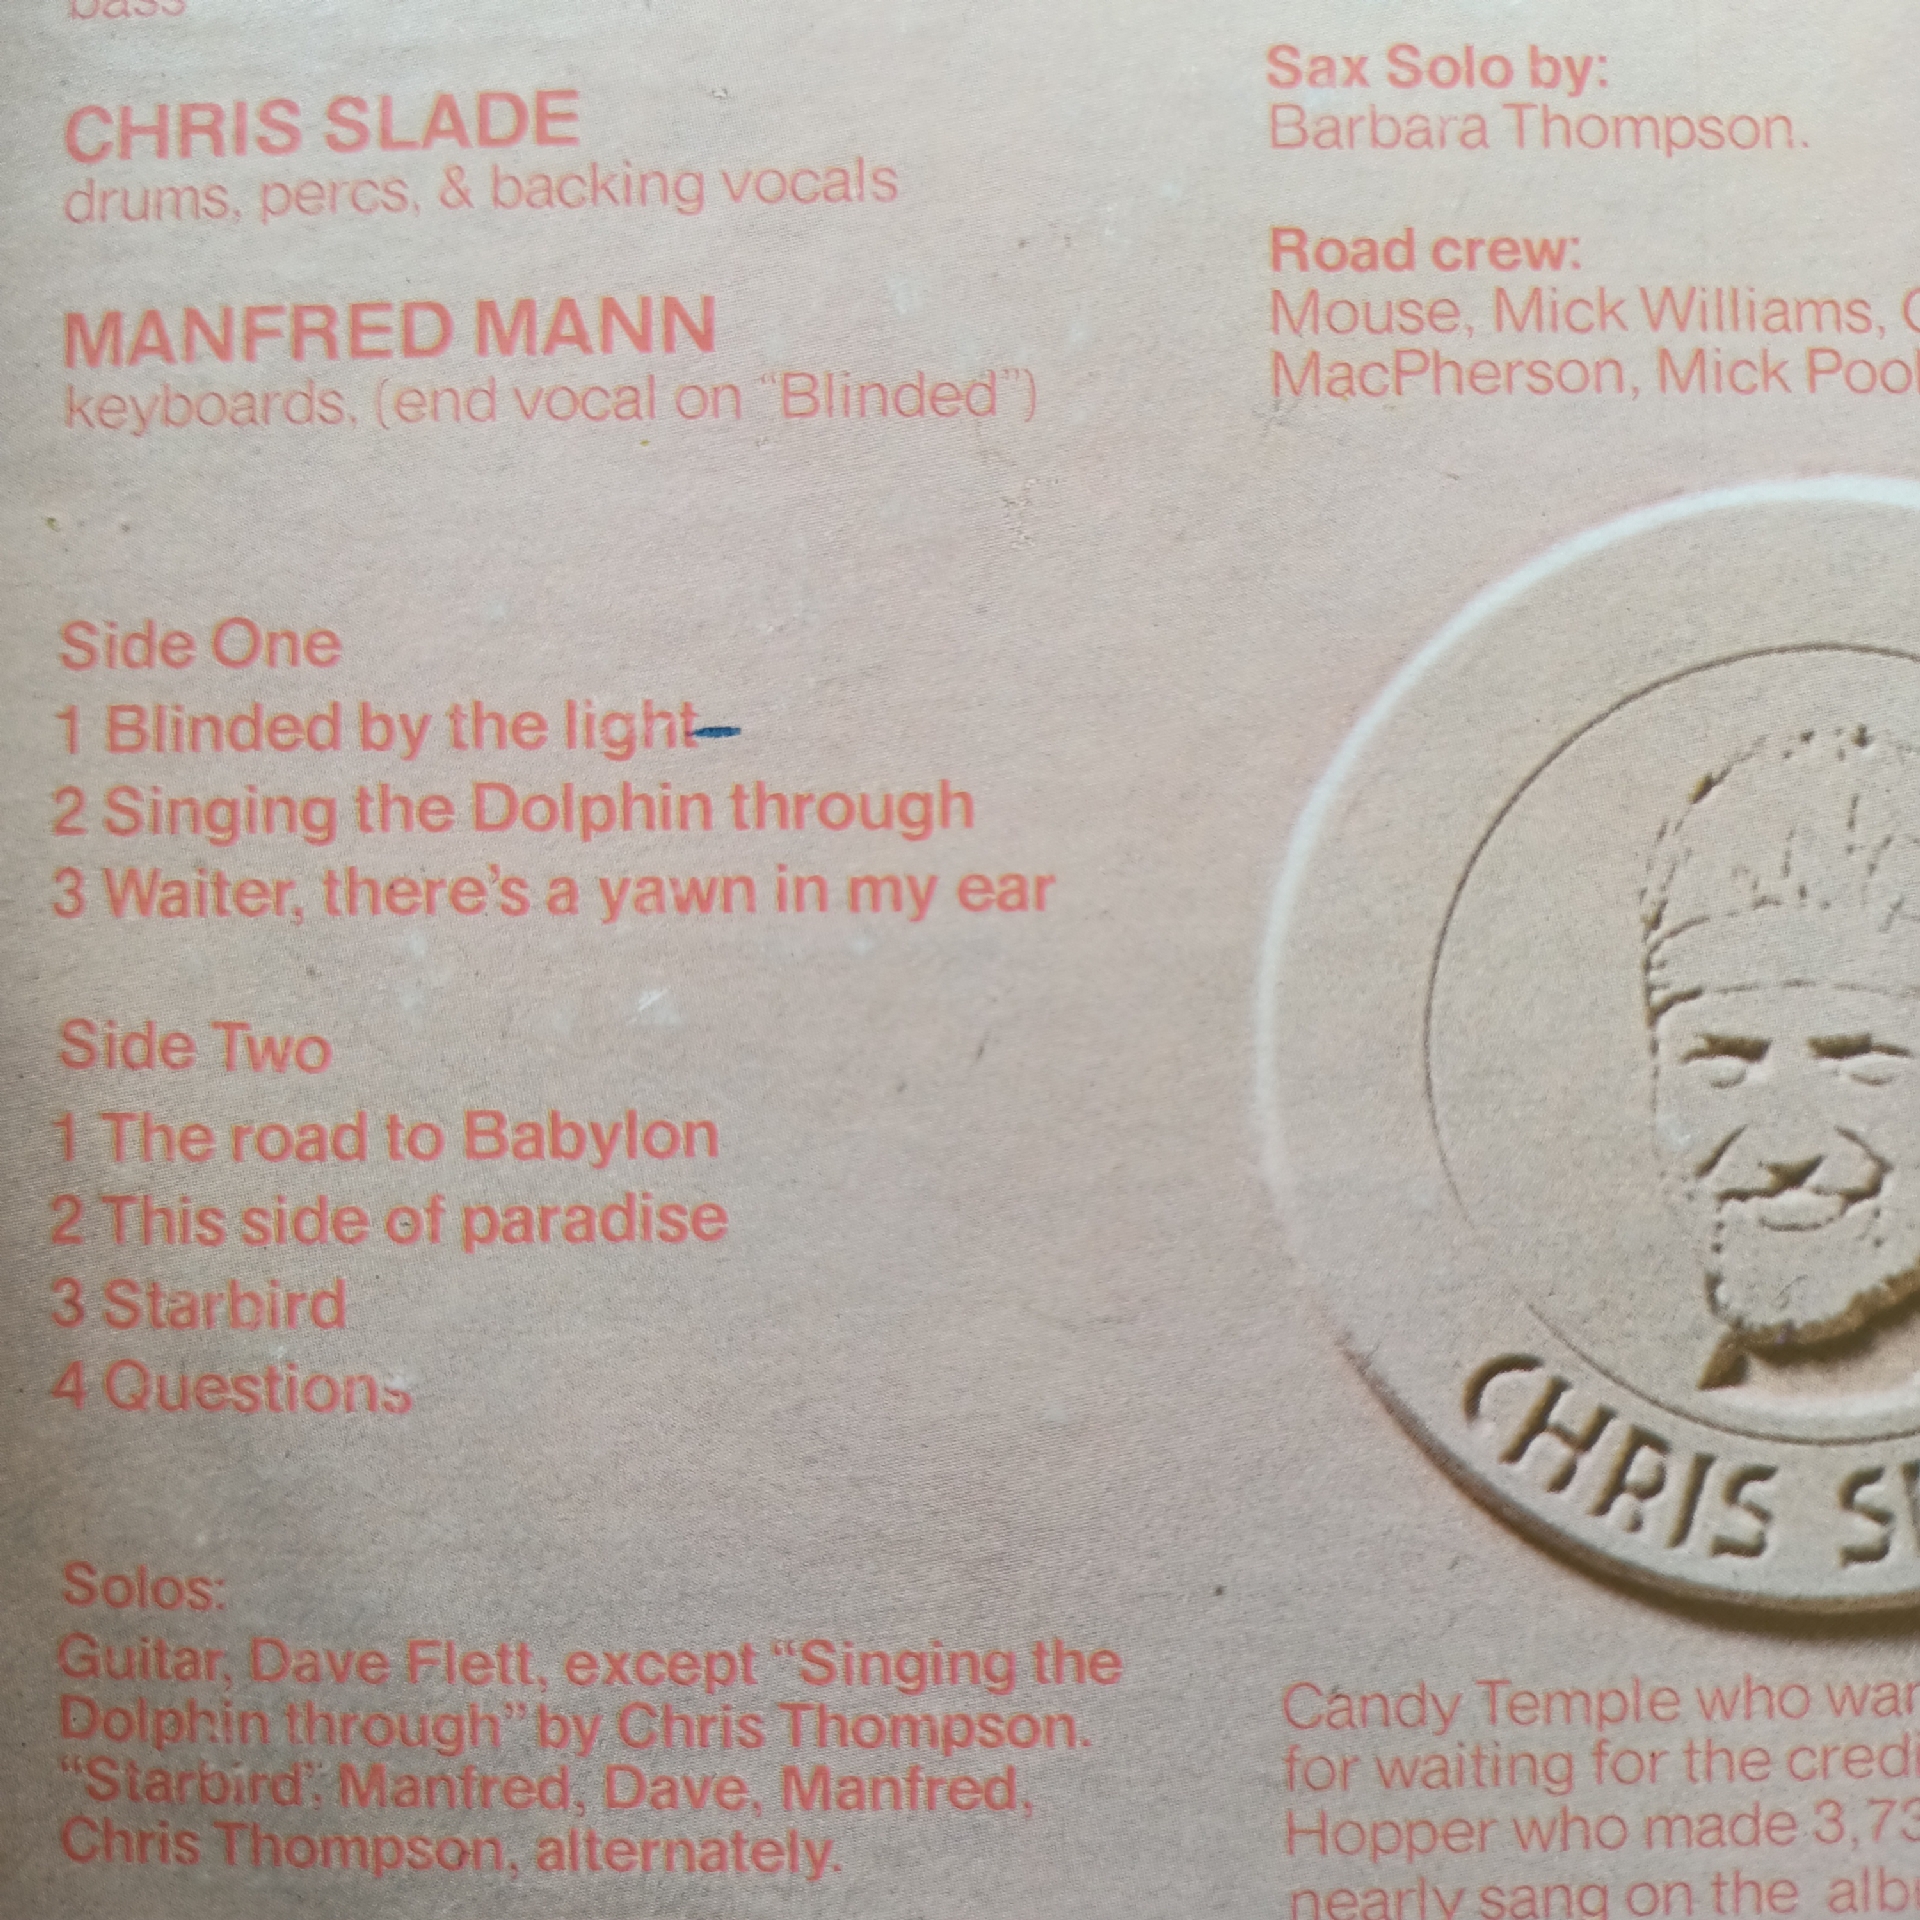 bass
CHRIS SLADE
drums, percs, & backing vocals
MANFRED MANN
keyboards, (end vocal on “Blinded”)
Side One
1 Blinded by the light
2 Singing the Dolphin through
3 Waiter, there’s a yawn in my ear
Side Two
1 The road to Babylon
2 This side of paradise
3 Starbird
4 Questions
Solos:
Guitar, Dave Flett, except “Singing the
Dolphin through” by Chris Thompson.
“Starbird”: Manfred, Dave, Manfred,
Chris Thompson, alternately.
Sax Solo by:
Barbara Thompson.
Road crew:
Mouse, Mick Williams,
MacPherson, Mick
CHRIS
Candy Temple who
for waiting for the
Hopper who made 3,73
nearly sang on the